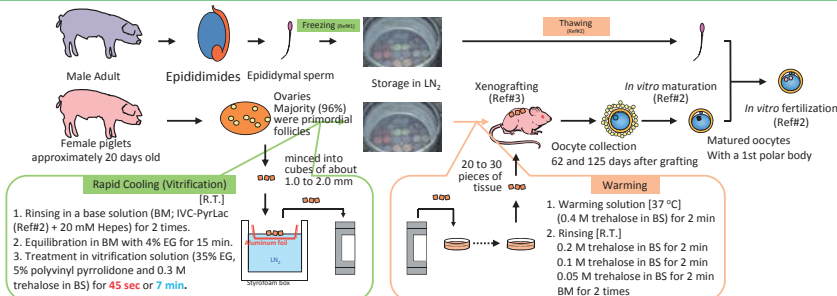 Freezing (Ref#1)
Thawing
(Ref#2)
Male Adult
Epididimides
Epididymal sperm
Storage in LN2
Xenografting
(Ref#3)
In vitro maturation
(Ref#2)
In vitro fertilization
(Ref#2)
Ovaries
Majority (96%)
were primordial
follicles
Female piglets
approximately 20 days old
Oocyte collection
62 and 125 days after grafting
Matured oocytes
With a 1st polar body
minced into
cubes of about
1.0 to 2.0 mm
20 to 30
pieces of
tissue
Rapid Cooling (Vitrification)
[R.T.]
1. Rinsing in a base solution (BM; IVC-PyrLac
(Ref#2) + 20 mM Hepes) for 2 times.
2. Equilibration in BM with 4% EG for 15 min.
3. Treatment in vitrification solution (35% EG,
5% polyvinyl pyrrolidone and 0.3 M
trehalose in BS) for 45 sec or 7 min.
Aluminum foil
LN2
Styrofoam box
Warming
1. Warming solution [37 °C]
(0.4 M trehalose in BS) for 2 min
2. Rinsing [R.T.]
0.2 M trehalose in BS for 2 min
0.1 M trehalose in BS for 2 min
0.05 M trehalose in BS for 2 min
BM for 2 times